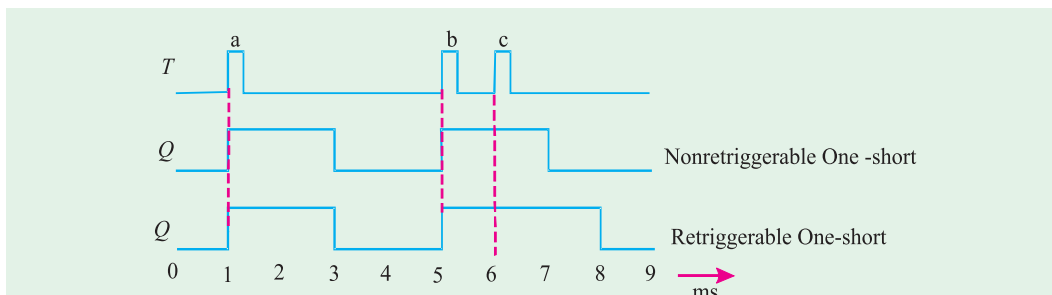 a b c
T
Q Nonretriggerable One -short
Q Retriggerable One-short
0 1 2 3 4 5 6 7 8 9
ms